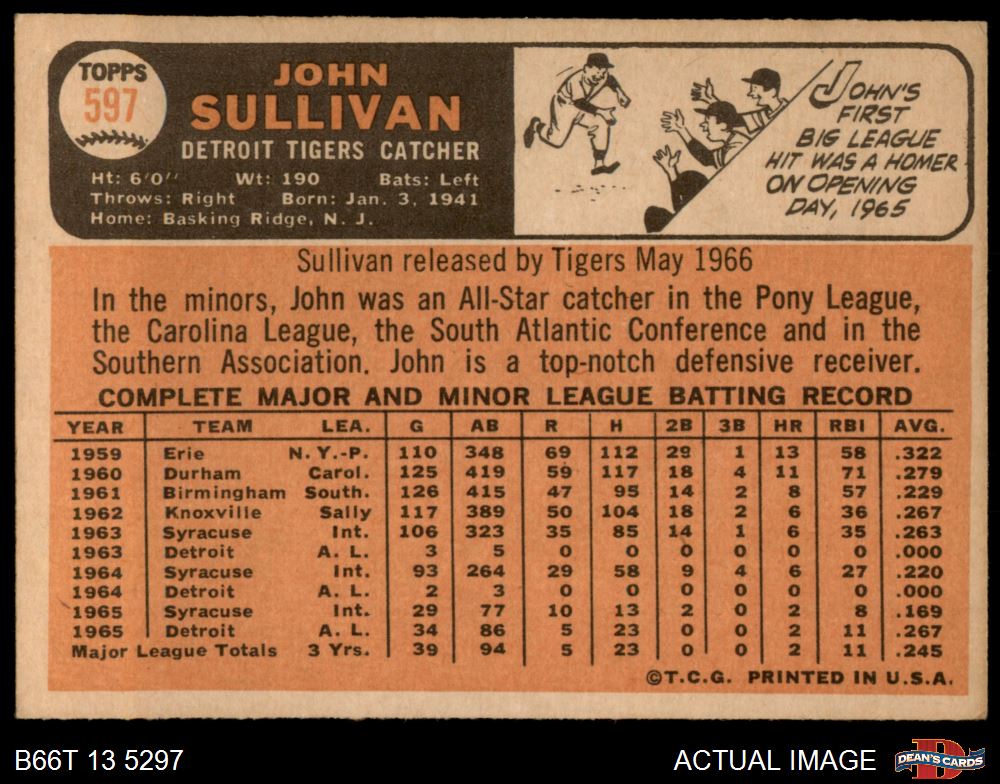 TOPPS
597
JOHN
SULLIVAN
DETROIT TIGERS CATCHER
Ht: 6'0" Wt: 190 Bats: Left
Throws: Right Born: Jan. 3, 1941
Home: Basking Ridge, N. J.
JOHN'S
FIRST
BIG LEAGUE
HIT WAS A HOMER
ON OPENING
DAY, 1965
Sullivan released by Tigers May 1966
In the minors, John was an All-Star catcher in the Pony League,
the Carolina League, the South Atlantic Conference and in the
Southern Association. John is a top-notch defensive receiver.
COMPLETE MAJOR AND MINOR LEAGUE BATTING RECORD
YEAR TEAM LEA. G AB R H 2B 3B HR RBI AVG.
1959 Erie N.Y.-P. 110 348 69 112 29 1 13 58 .322
1960 Durham Carol. 125 419 59 117 18 4 11 71 .279
1961 Birmingham South. 126 415 47 95 14 2 8 57 .229
1962 Knoxville Sally 117 389 50 104 18 2 6 36 .267
1963 Syracuse Int. 106 323 35 85 14 1 6 35 .263
1963 Detroit A. L. 3 5 0 0 0 0 0 0 .000
1964 Syracuse Int. 93 264 29 58 9 4 6 27 .220
1964 Detroit A. L. 2 3 0 0 0 0 0 0 .000
1965 Syracuse Int. 29 77 10 13 2 0 2 8 .169
1965 Detroit A. L. 34 86 5 23 0 0 2 11 .267
Major League Totals 3 Yrs. 39 94 5 23 0 0 2 11 .245
©T.C.G. PRINTED IN U.S.A.
B66T 13 5297
ACTUAL IMAGE
DEAN'S CARDS